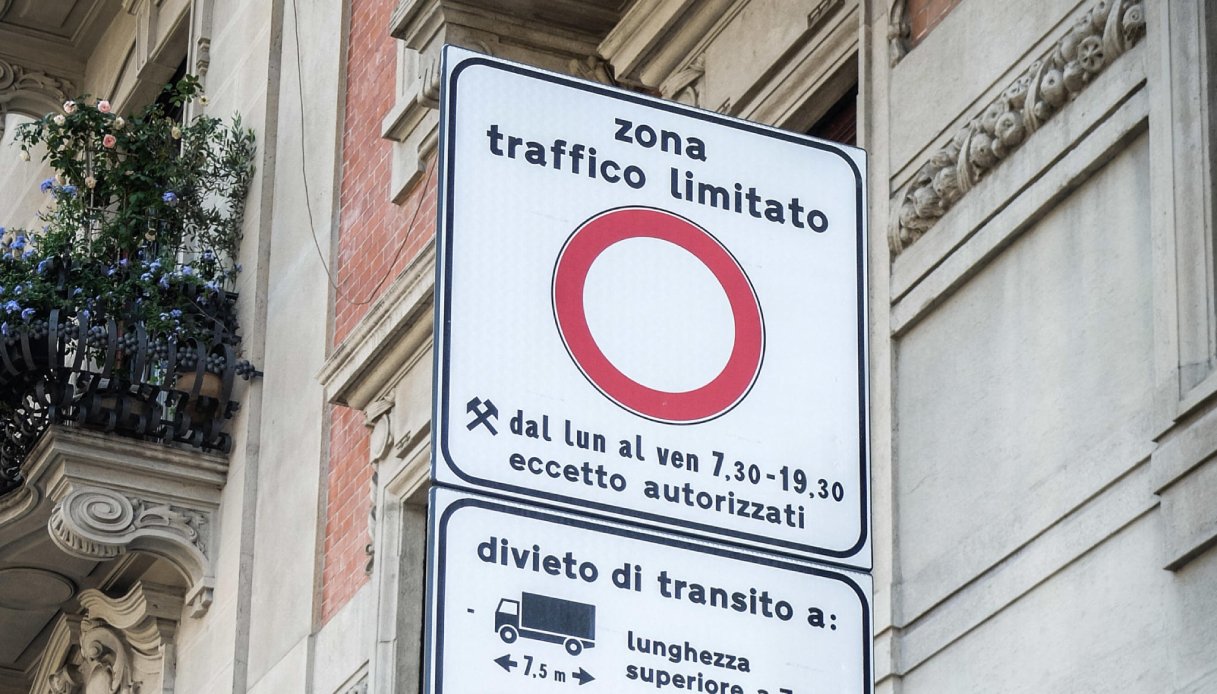 zona
traffico limitato
dal lun al ven 7,30-19,30
eccetto autorizzati
divieto di transito a:
-
7,5 m
lunghezza
superiore a